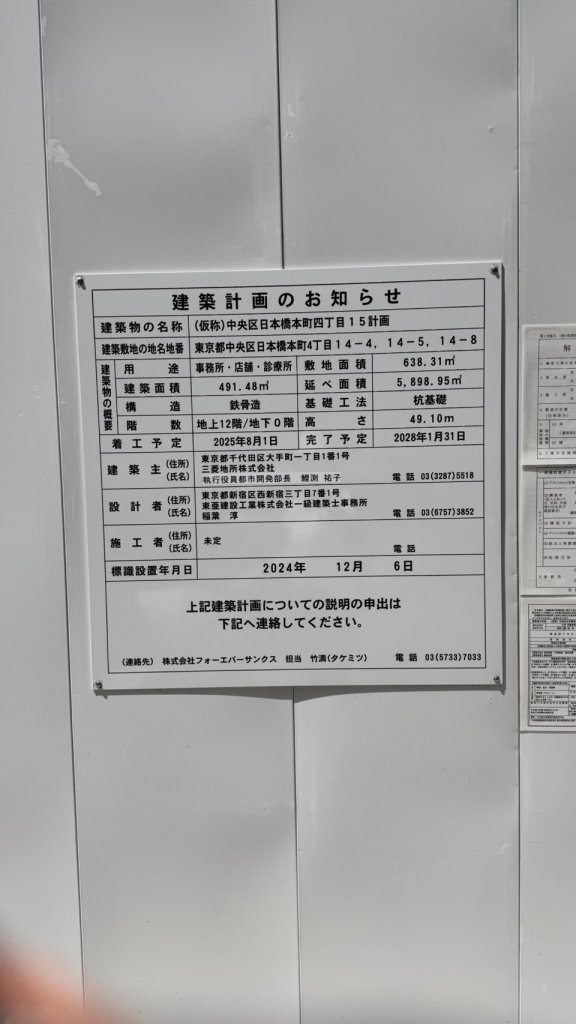 建築計画のお知らせ
建築物の名称 (仮称)中央区日本橋本町四丁目15計画
建築敷地の地名地番 東京都中央区日本橋本町4丁目14-4, 14-5, 14-8
建築物の概要
用途 事務所・店舗・診療所 敷地面積 638.31㎡
建築面積 491.48㎡ 延べ面積 5,898.95㎡
構造 鉄骨造 基礎工法 杭基礎
階数 地上12階/地下0階 高さ 49.10m
着工予定 2025年8月1日 完了予定 2028年1月31日
建築主 (住所) 東京都千代田区大手町一丁目1番1号
(氏名) 三菱地所株式会社
執行役員都市開発部長 鰹渕 祐子 電話 03(3287)5518
設計者 (住所) 東京都新宿区西新宿三丁目7番1号
(氏名) 東亜建設工業株式会社一級建築士事務所
稲葉 淳 電話 03(6757)3852
施工者 (住所) 未定
(氏名) 電話
標識設置年月日 2024年 12月 6日
上記建築計画についての説明の申出は
下記へ連絡してください。
(連絡先) 株式会社フォーエバーサンクス 担当 竹溝(タケミツ) 電話 03(5733)7033
解